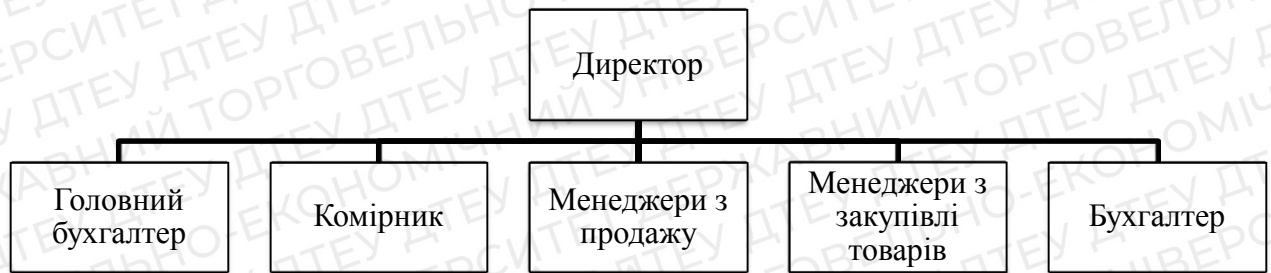 Директор
Головний
бухгалтер
Комірник
Менеджери з
продажу
Менеджери з
закупівлі
товарів
Бухгалтер